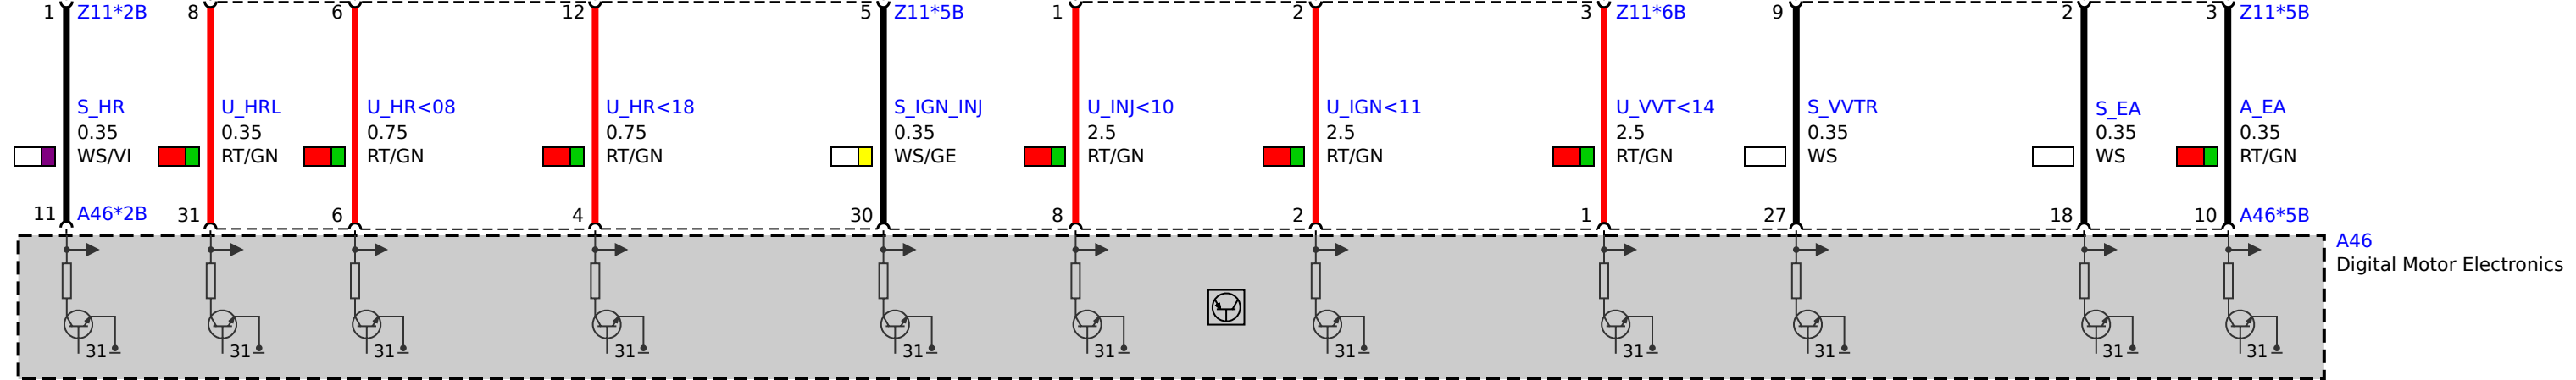 1 Z11*2B 8 6 12 5 Z11*5B 1 2 3 Z11*6B 9 2 3 Z11*5B
S_HR U_HRL U_HR<08 U_HR<18 S_IGN_INJ U_INJ<10 U_IGN<11 U_VVT<14 S_VVTR S_EA A_EA
0.35 0.35 0.75 0.75 0.35 2.5 2.5 2.5 0.35 0.35 0.35
WS/VI RT/GN RT/GN RT/GN WS/GE RT/GN RT/GN RT/GN WS WS RT/GN
11 A46*2B 31 6 4 30 8 2 1 27 18 10 A46*5B
A46
Digital Motor Electronics
31 31 31 31 31 31 31 31 31 31 31